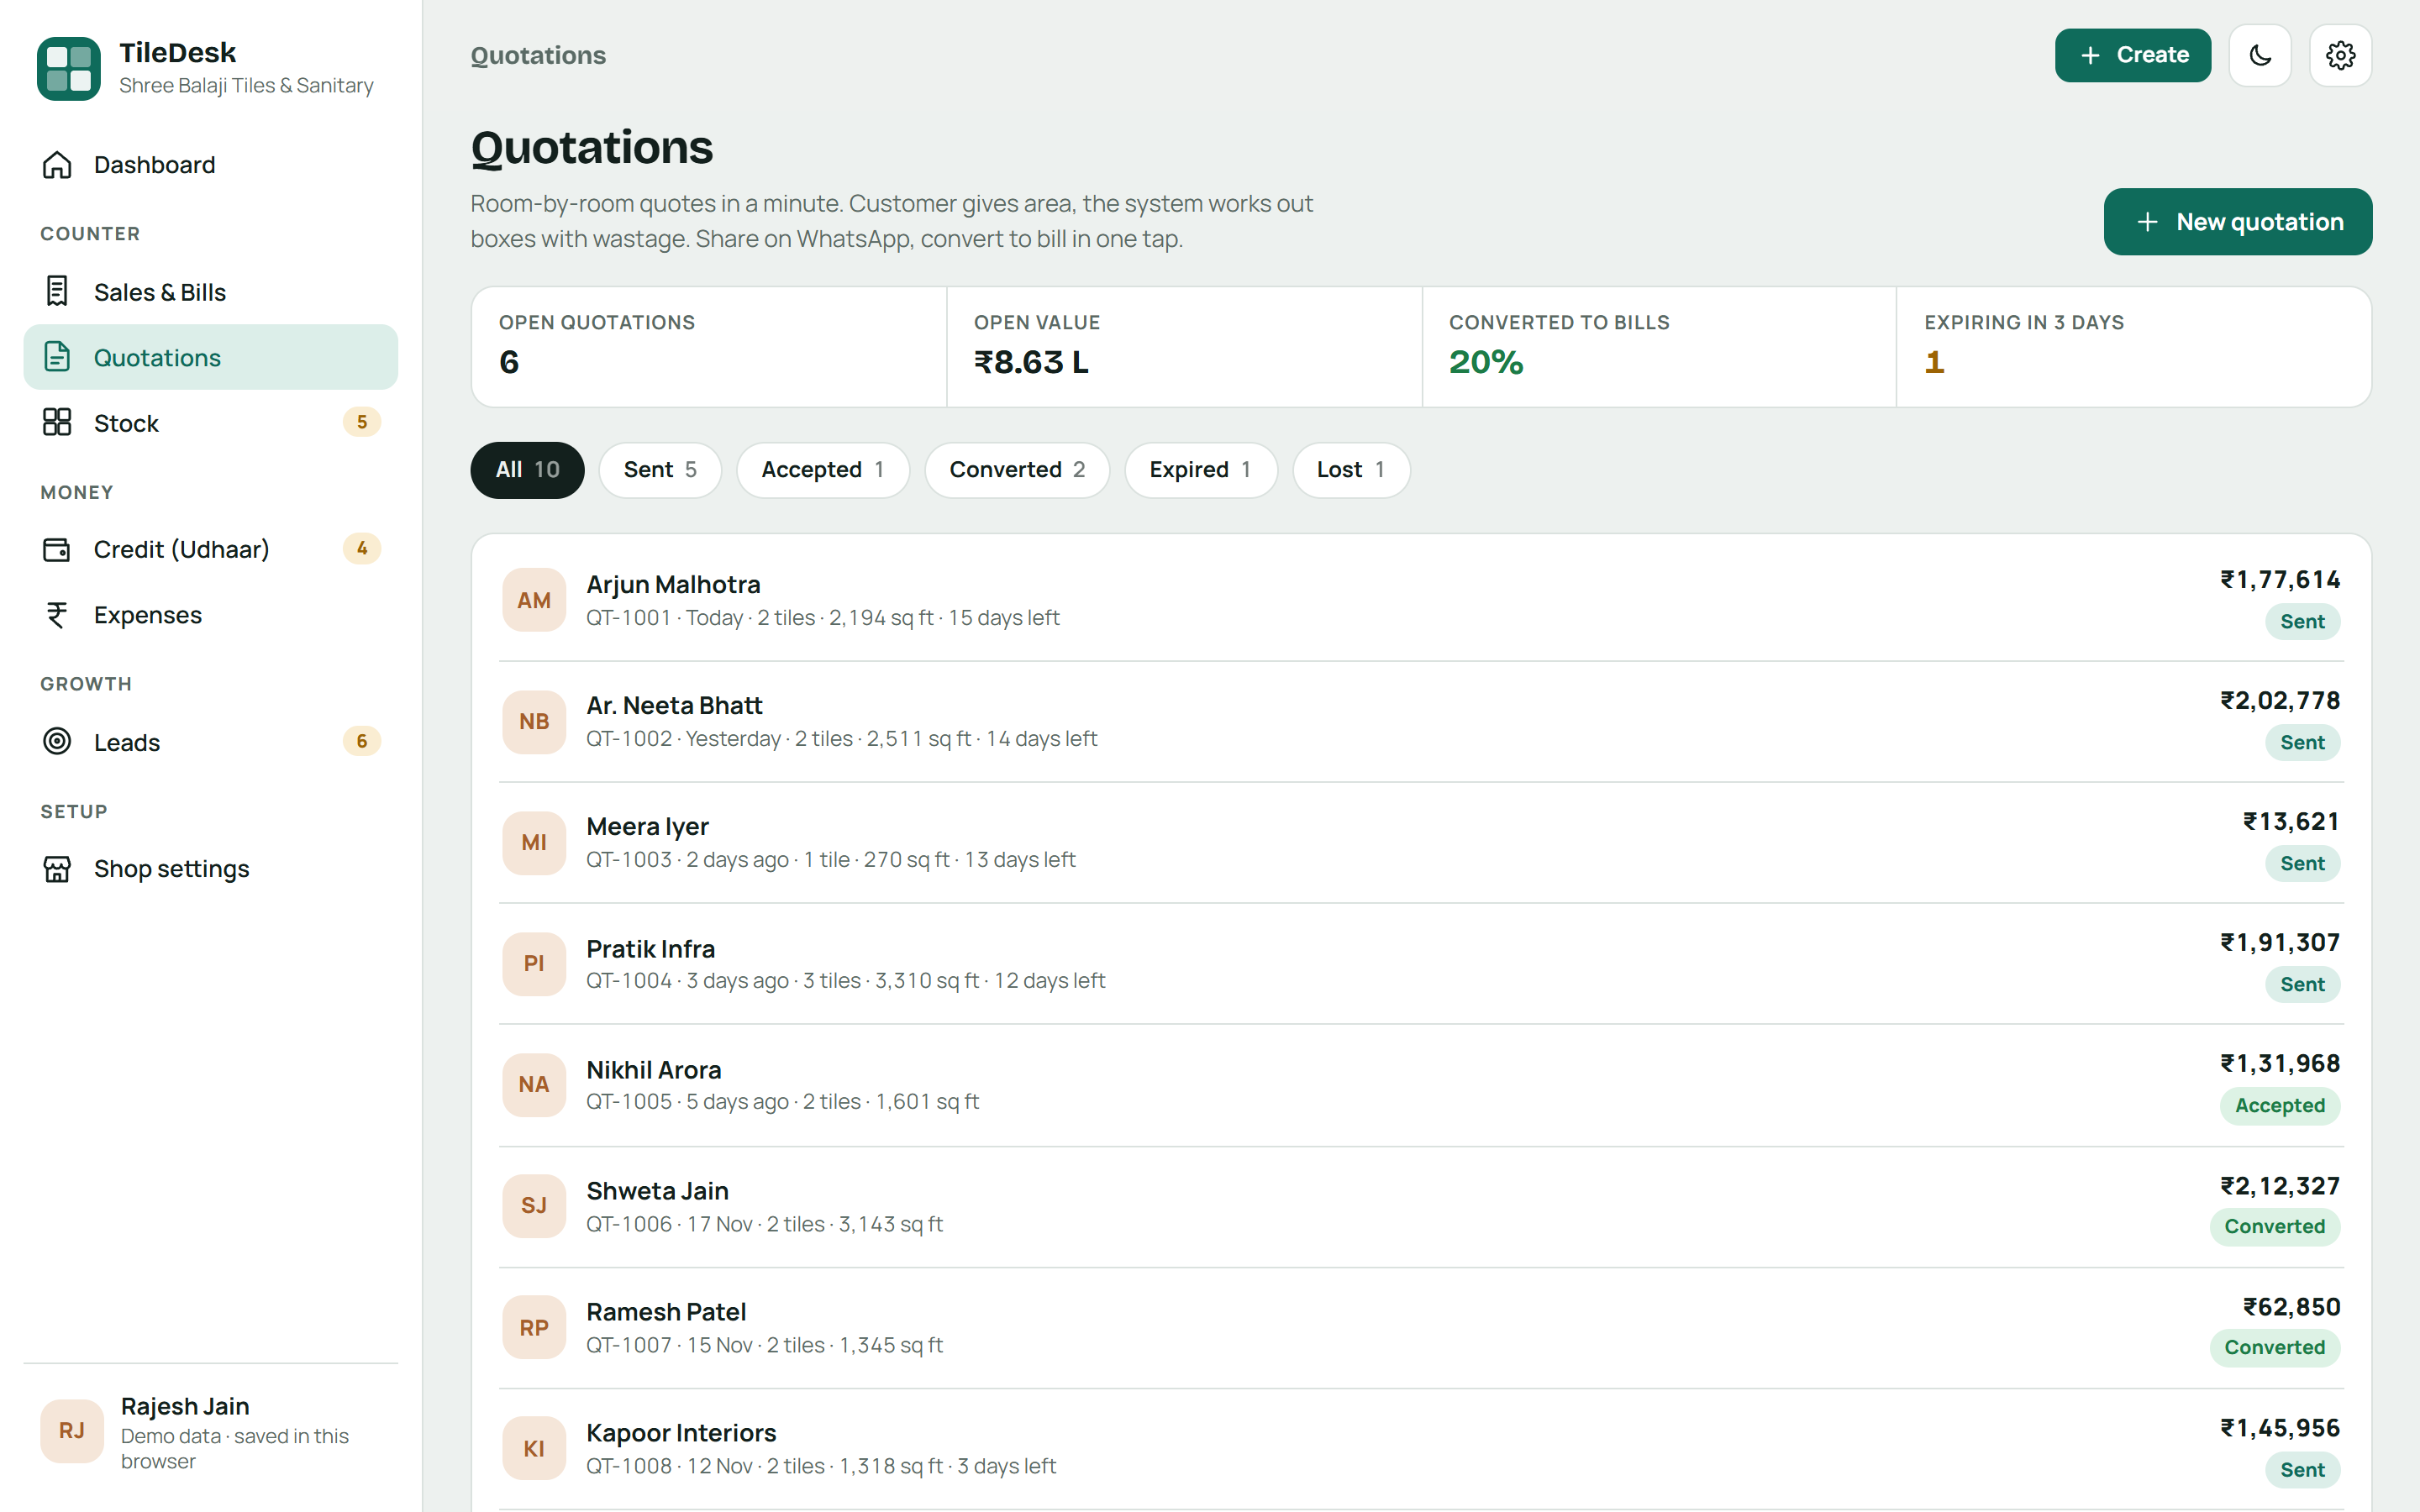 TileDesk
Shree Balaji Tiles & Sanitary
Dashboard
COUNTER
Sales & Bills
Quotations
Stock 5
MONEY
Credit (Udhaar) 4
Expenses
GROWTH
Leads 6
SETUP
Shop settings
RJ
Rajesh Jain
Demo data · saved in this
browser
Quotations
Create
Quotations
Room-by-room quotes in a minute. Customer gives area, the system works out
boxes with wastage. Share on WhatsApp, convert to bill in one tap.
New quotation
OPEN QUOTATIONS
6
OPEN VALUE
₹8.63 L
CONVERTED TO BILLS
20%
EXPIRING IN 3 DAYS
1
All 10 Sent 5 Accepted 1 Converted 2 Expired 1 Lost 1
AM
Arjun Malhotra
QT-1001 · Today · 2 tiles · 2,194 sq ft · 15 days left
₹1,77,614
Sent
NB
Ar. Neeta Bhatt
QT-1002 · Yesterday · 2 tiles · 2,511 sq ft · 14 days left
₹2,02,778
Sent
MI
Meera Iyer
QT-1003 · 2 days ago · 1 tile · 270 sq ft · 13 days left
₹13,621
Sent
PI
Pratik Infra
QT-1004 · 3 days ago · 3 tiles · 3,310 sq ft · 12 days left
₹1,91,307
Sent
NA
Nikhil Arora
QT-1005 · 5 days ago · 2 tiles · 1,601 sq ft
₹1,31,968
Accepted
SJ
Shweta Jain
QT-1006 · 17 Nov · 2 tiles · 3,143 sq ft
₹2,12,327
Converted
RP
Ramesh Patel
QT-1007 · 15 Nov · 2 tiles · 1,345 sq ft
₹62,850
Converted
KI
Kapoor Interiors
QT-1008 · 12 Nov · 2 tiles · 1,318 sq ft · 3 days left
₹1,45,956
Sent